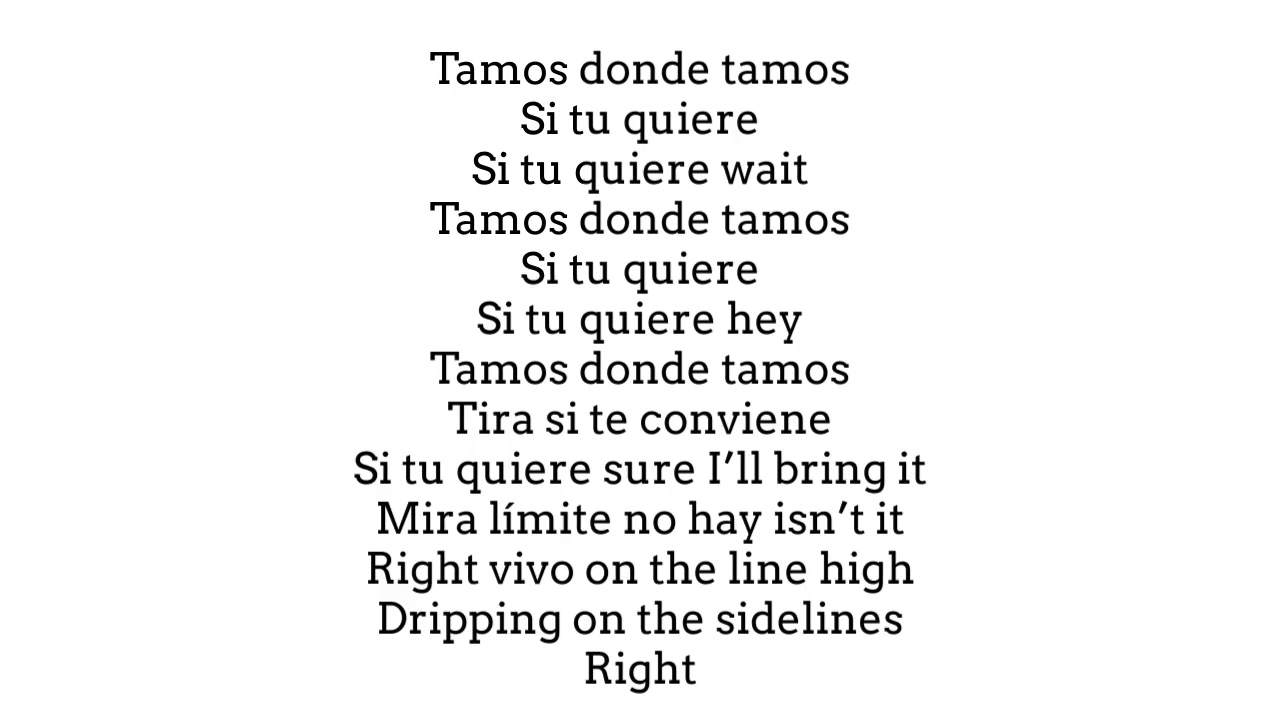 Tamos donde tamos
Si tu quiere
Si tu quiere wait
Tamos donde tamos
Si tu quiere
Si tu quiere hey
Tamos donde tamos
Tira si te conviene
Si tu quiere sure I’ll bring it
Mira límite no hay isn’t it
Right vivo on the line high
Dripping on the sidelines
Right